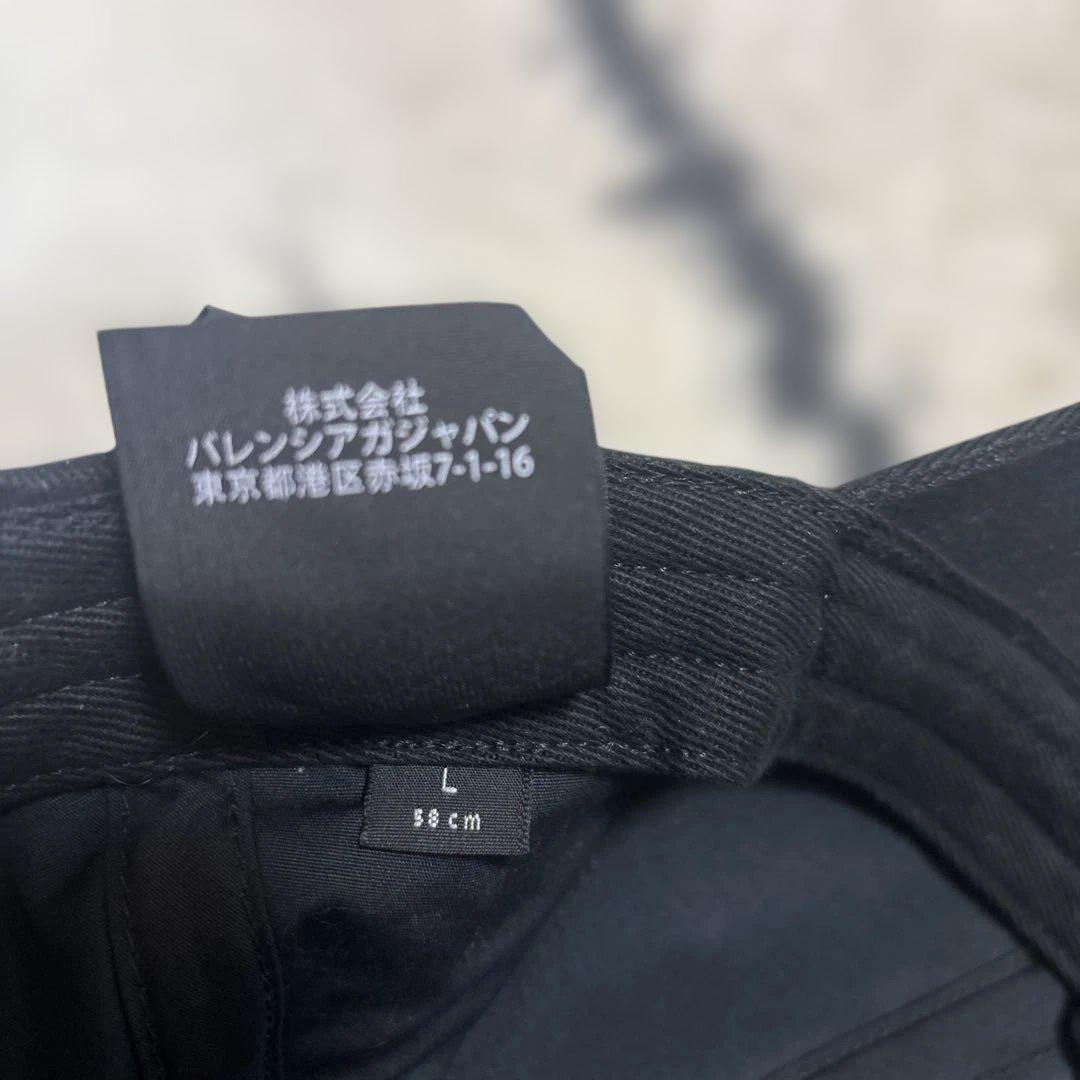 株式会社
バレンシアガジャパン
東京都港区赤坂7-1-16
L
58cm